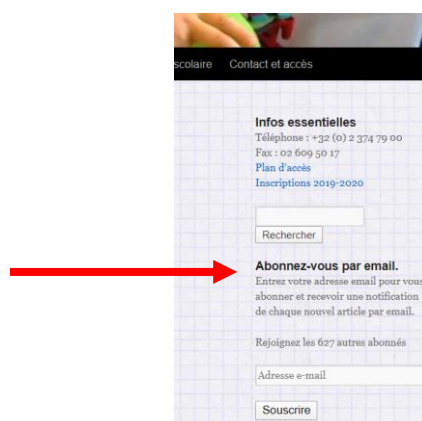 scolaire Contact et accès
Infos essentielles
Téléphone : +32 (0) 2 374 79 00
Fax : 02 609 50 17
Plan d'accès
Inscriptions 2019-2020
Rechercher
Abonnez-vous par email.
Entrez votre adresse email pour vous
abonner et recevoir une notification
de chaque nouvel article par email.
Rejoignez les 627 autres abonnés
Adresse e-mail
Souscrire